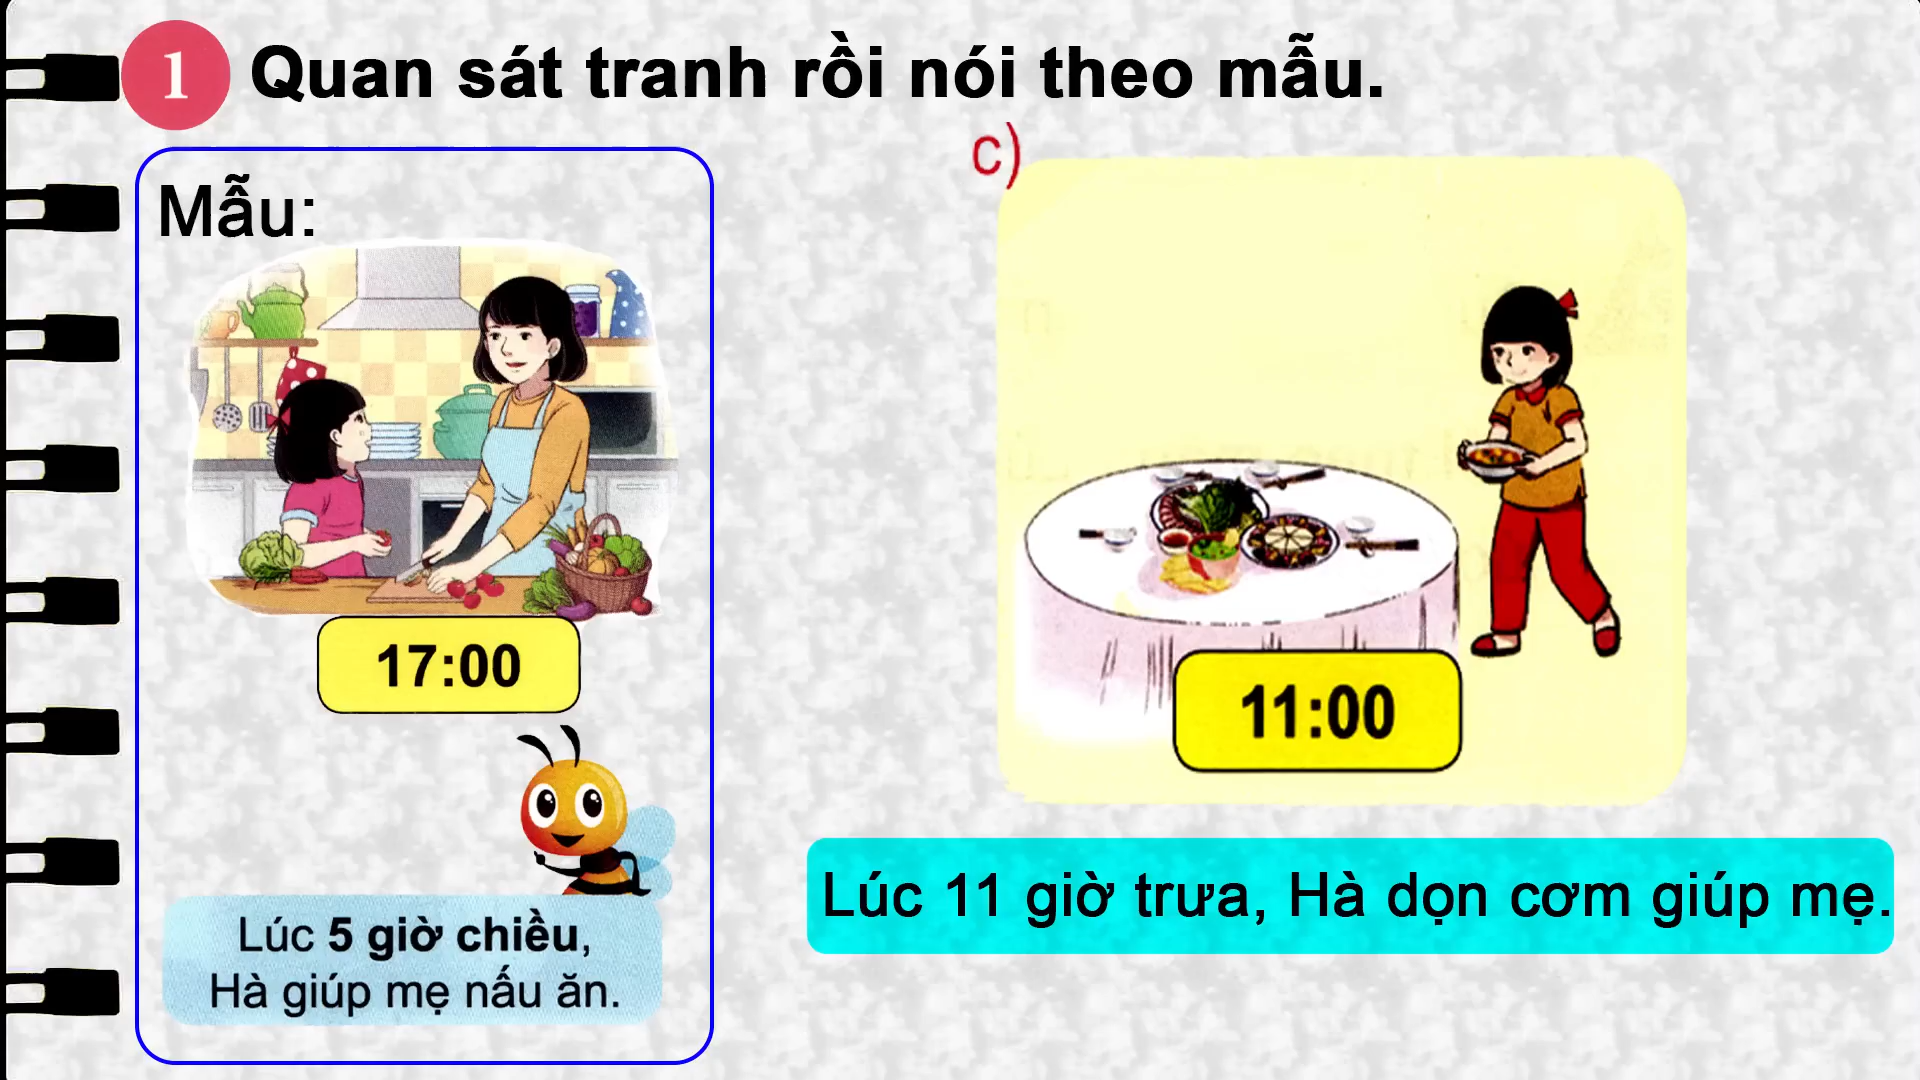 1 Quan sát tranh rồi nói theo mẫu.
Mẫu:
17:00
Lúc 5 giờ chiều,
Hà giúp mẹ nấu ăn.
c)
11:00
Lúc 11 giờ trưa, Hà dọn cơm giúp mẹ.